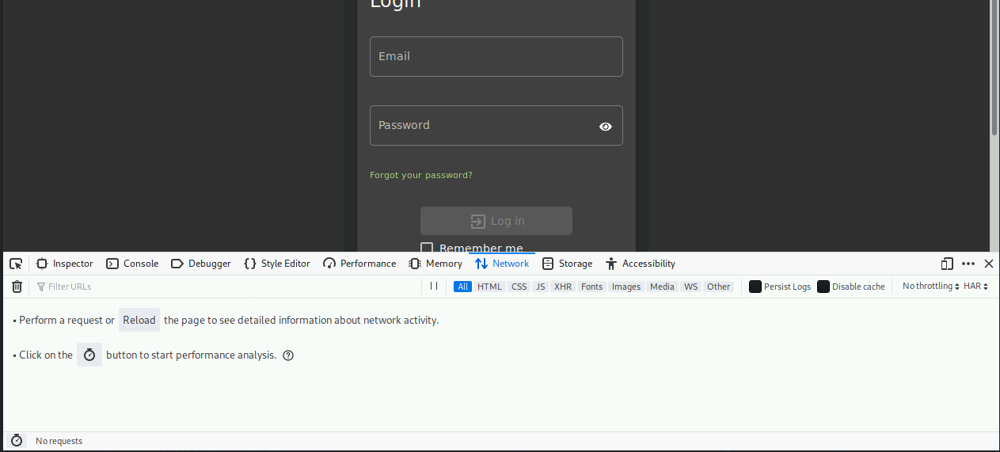 Login
Email
Password
Forgot your password?
Log in
Remember me
Inspector Console Debugger Style Editor Performance Memory Network Storage Accessibility
Filter URLs All HTML CSS JS XHR Fonts Images Media WS Other Persist Logs Disable cache No throttling HAR
• Perform a request or Reload the page to see detailed information about network activity.
• Click on the button to start performance analysis.
No requests